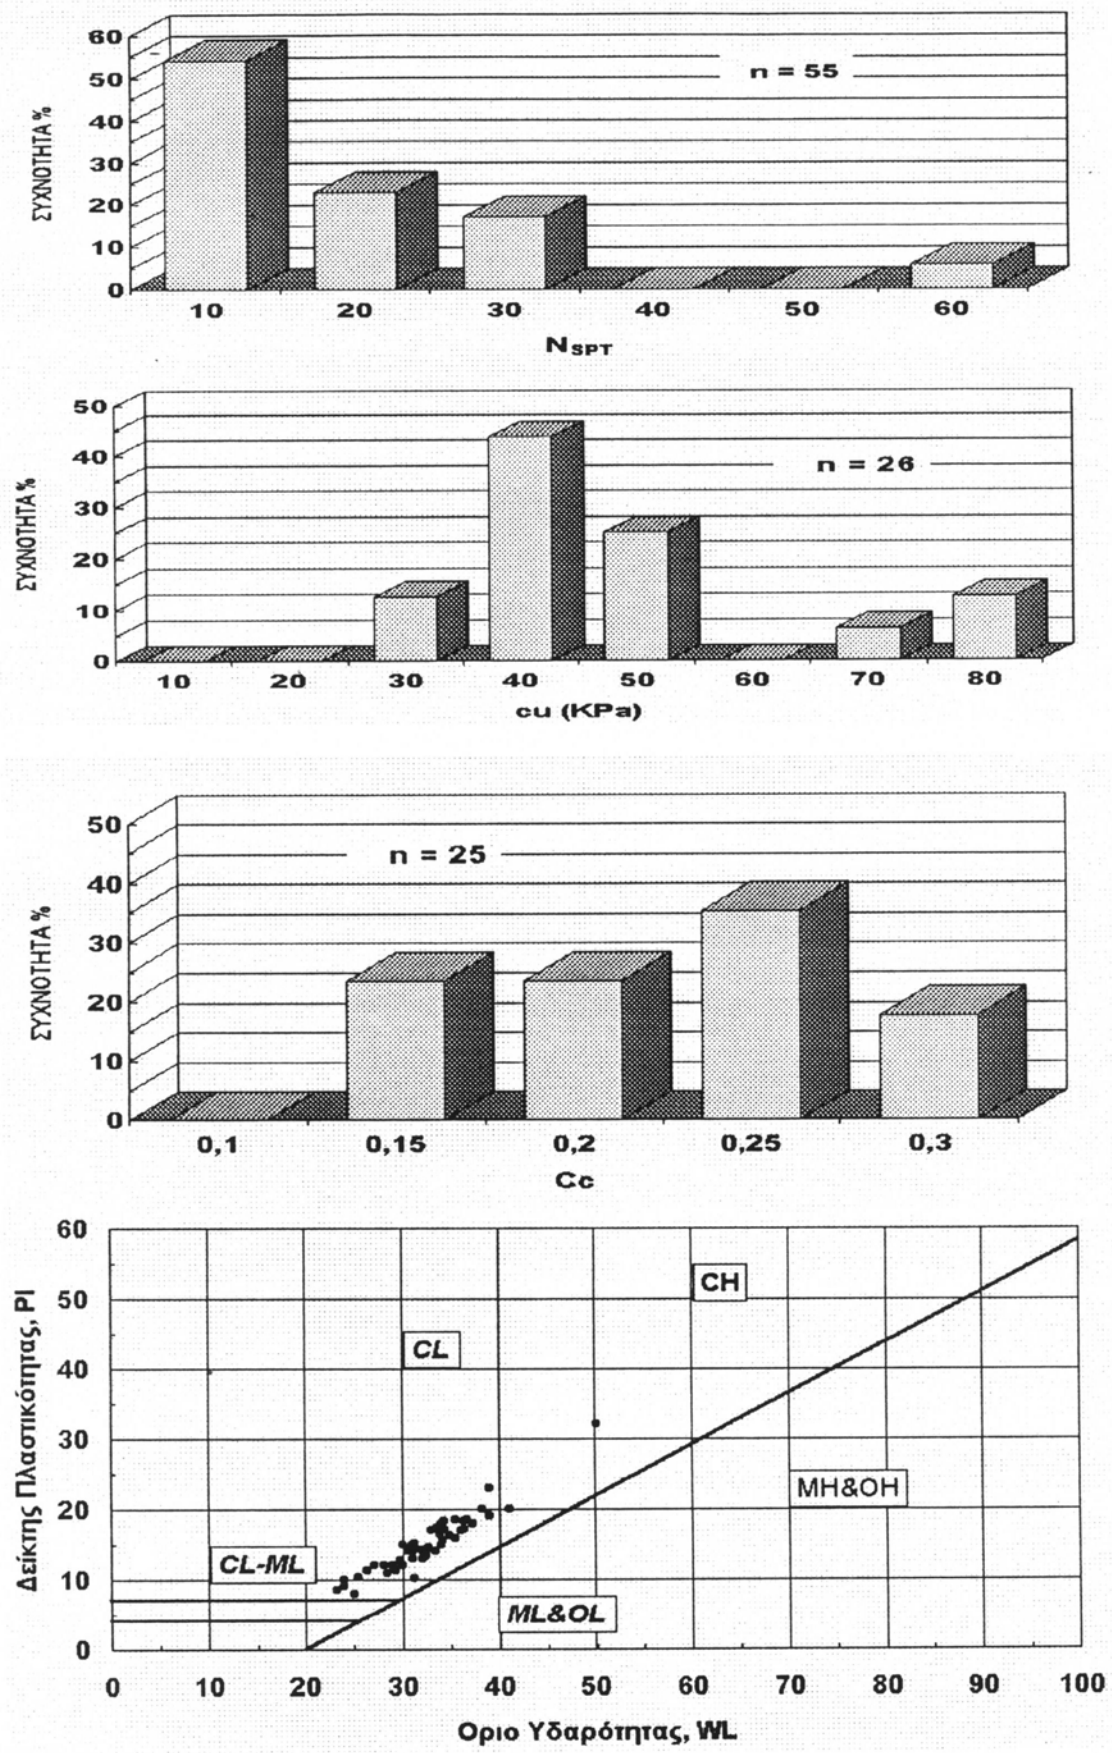 ΣΥΧΝΟΤΗΤΑ %
60
50
40
30
20
10
0
n = 55
10 20 30 40 50 60
NSPT
ΣΥΧΝΟΤΗΤΑ %
50
40
30
20
10
0
n = 26
10 20 30 40 50 60 70 80
cu (KPa)
ΣΥΧΝΟΤΗΤΑ %
50
40
30
20
10
0
n = 25
0,1 0,15 0,2 0,25 0,3
Cc
Δείκτης Πλαστικότητας, PI
60
50
40
30
20
10
0
CH
CL
MH&OH
CL-ML
ML&OL
0 10 20 30 40 50 60 70 80 90 100
Οριο Υδαρότητας, WL